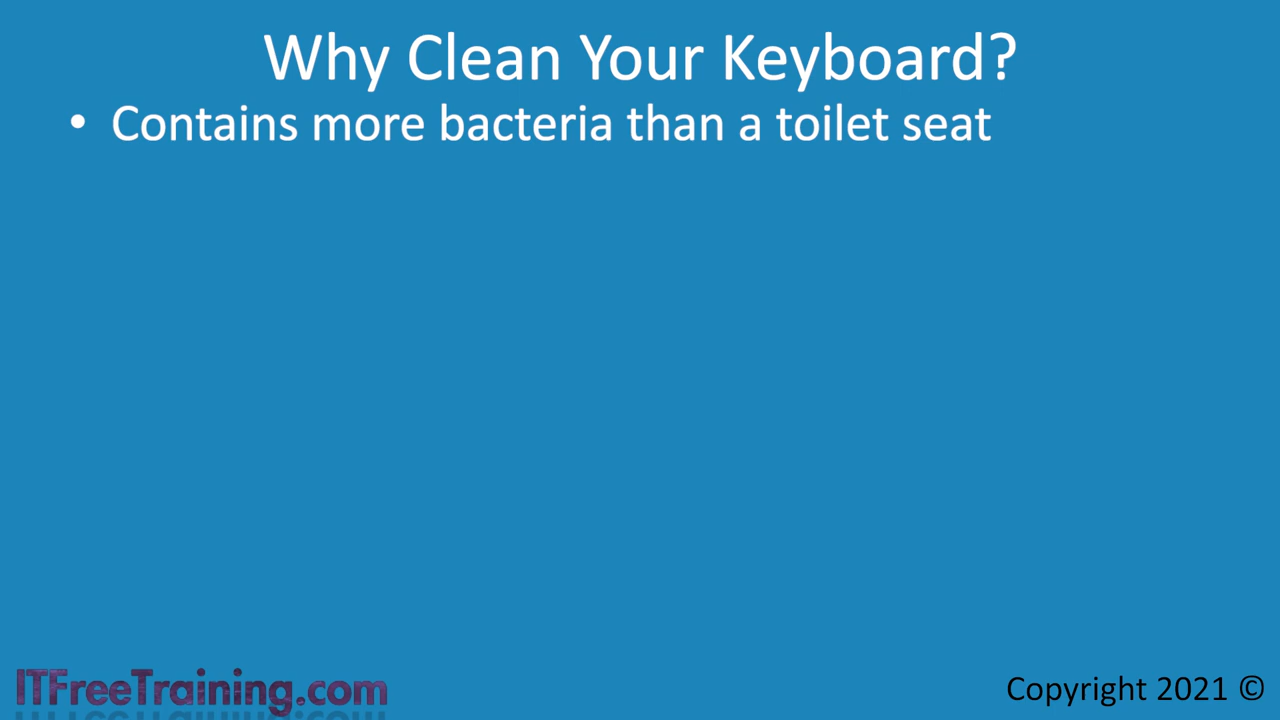 Why Clean Your Keyboard?
• Contains more bacteria than a toilet seat
ITFreeTraining.com
Copyright 2021 ©